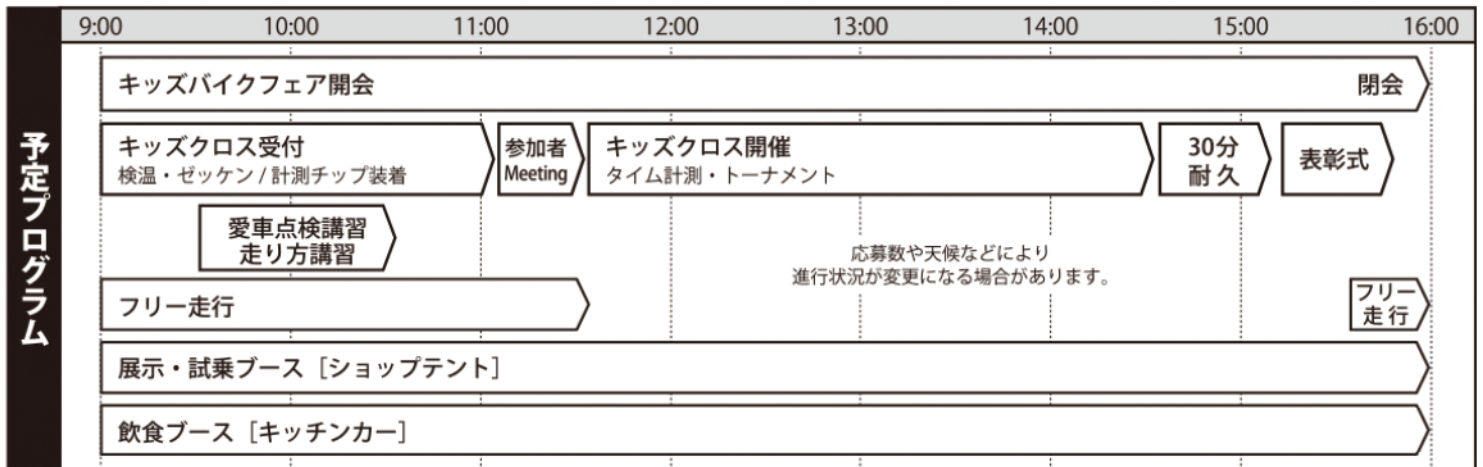 予定プログラム
9:00 10:00 11:00 12:00 13:00 14:00 15:00 16:00
キッズバイクフェア開会 閉会
キッズクロス受付
検温・ゼッケン / 計測チップ装着
参加者
Meeting
キッズクロス開催
タイム計測・トーナメント
30分
耐久
表彰式
愛車点検講習
走り方講習
応募数や天候などにより
進行状況が変更になる場合があります。
フリー走行
フリー
走行
展示・試乗ブース［ショップテント］
飲食ブース［キッチンカー］